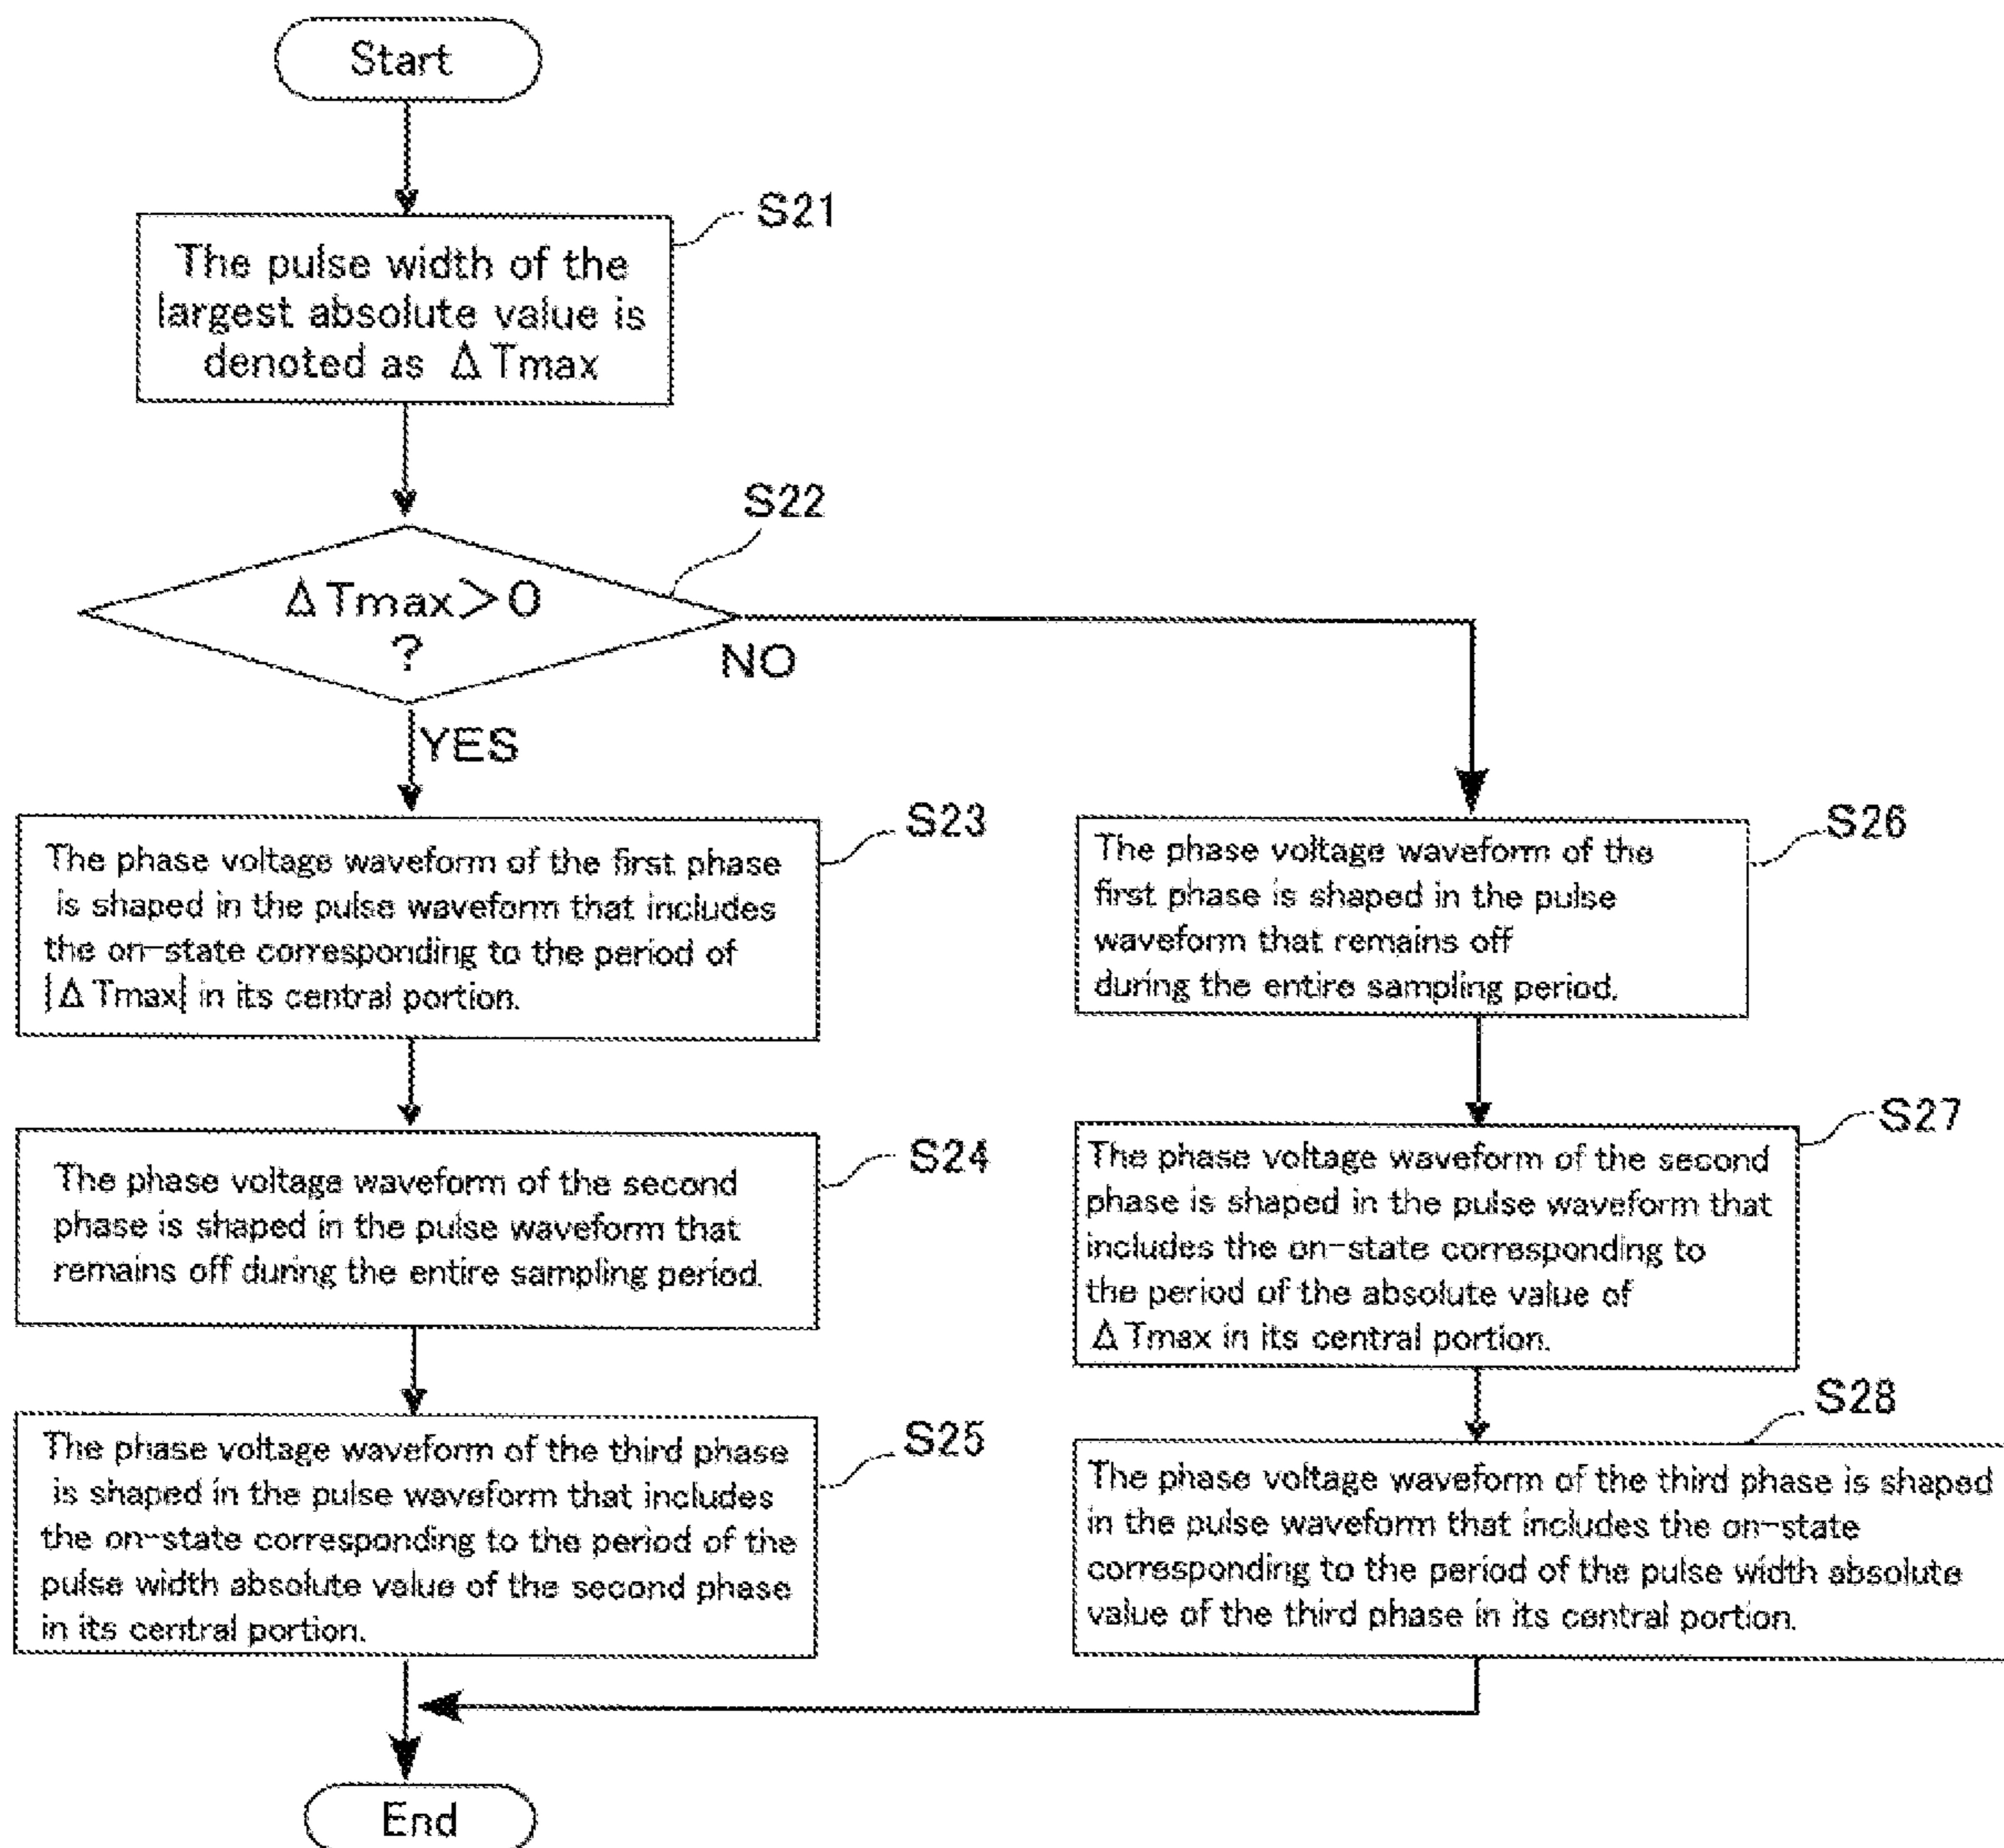 Start
S21
The pulse width of the
largest absolute value is
denoted as Δ Tmax
S22
Δ Tmax>0
?
NO
YES
S23
The phase voltage waveform of the first phase
is shaped in the pulse waveform that includes
the on-state corresponding to the period of
|Δ Tmax| in its central portion.
S24
The phase voltage waveform of the second
phase is shaped in the pulse waveform that
remains off during the entire sampling period.
S25
The phase voltage waveform of the third phase
is shaped in the pulse waveform that includes
the on-state corresponding to the period of the
pulse width absolute value of the second phase
in its central portion.
S26
The phase voltage waveform of the
first phase is shaped in the pulse
waveform that remains off
during the entire sampling period.
S27
The phase voltage waveform of the second
phase is shaped in the pulse waveform that
includes the on-state corresponding to
the period of the absolute value of
Δ Tmax in its central portion.
S28
The phase voltage waveform of the third phase is shaped
in the pulse waveform that includes the on-state
corresponding to the period of the pulse width absolute
value of the third phase in its central portion.
End